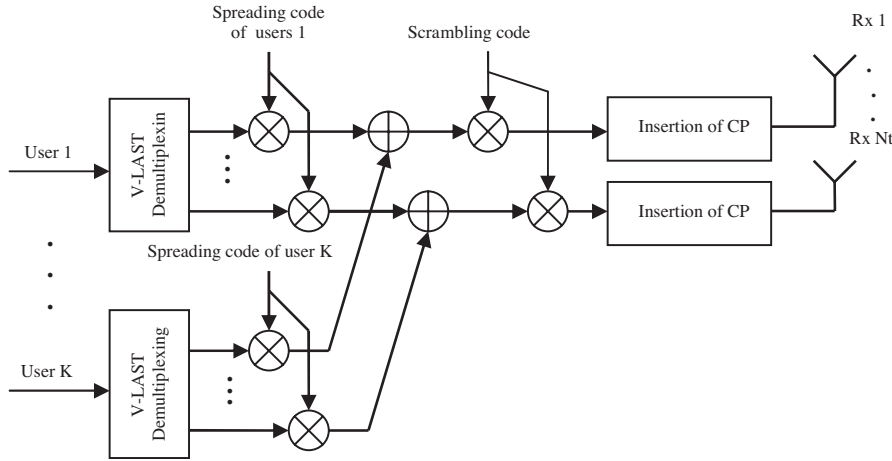 Spreading code
of users 1
Scrambling code
Rx 1
User 1
V-LAST
Demultiplexin
Insertion of CP
Rx Nt
Insertion of CP
Spreading code of user K
User K
V-LAST
Demultiplexing